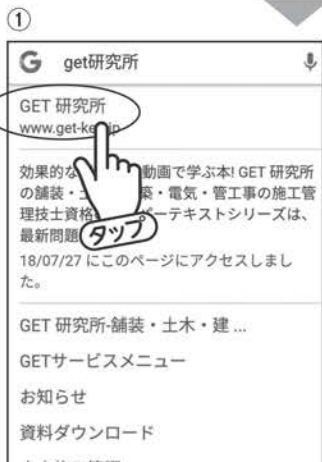 ①
G get研究所
GET 研究所
www.get-ke
jp
効果的な
動画で学ぶ本! GET 研究所
の舗装・
築・電気・管工事の施工管
理技士資格
ーテキストシリーズは、
最新問題
タップ
18/07/27 にこのページにアクセスしまし
た。
GET 研究所-舗装・土木・建 ...
GETサービスメニュー
お知らせ
資料ダウンロード